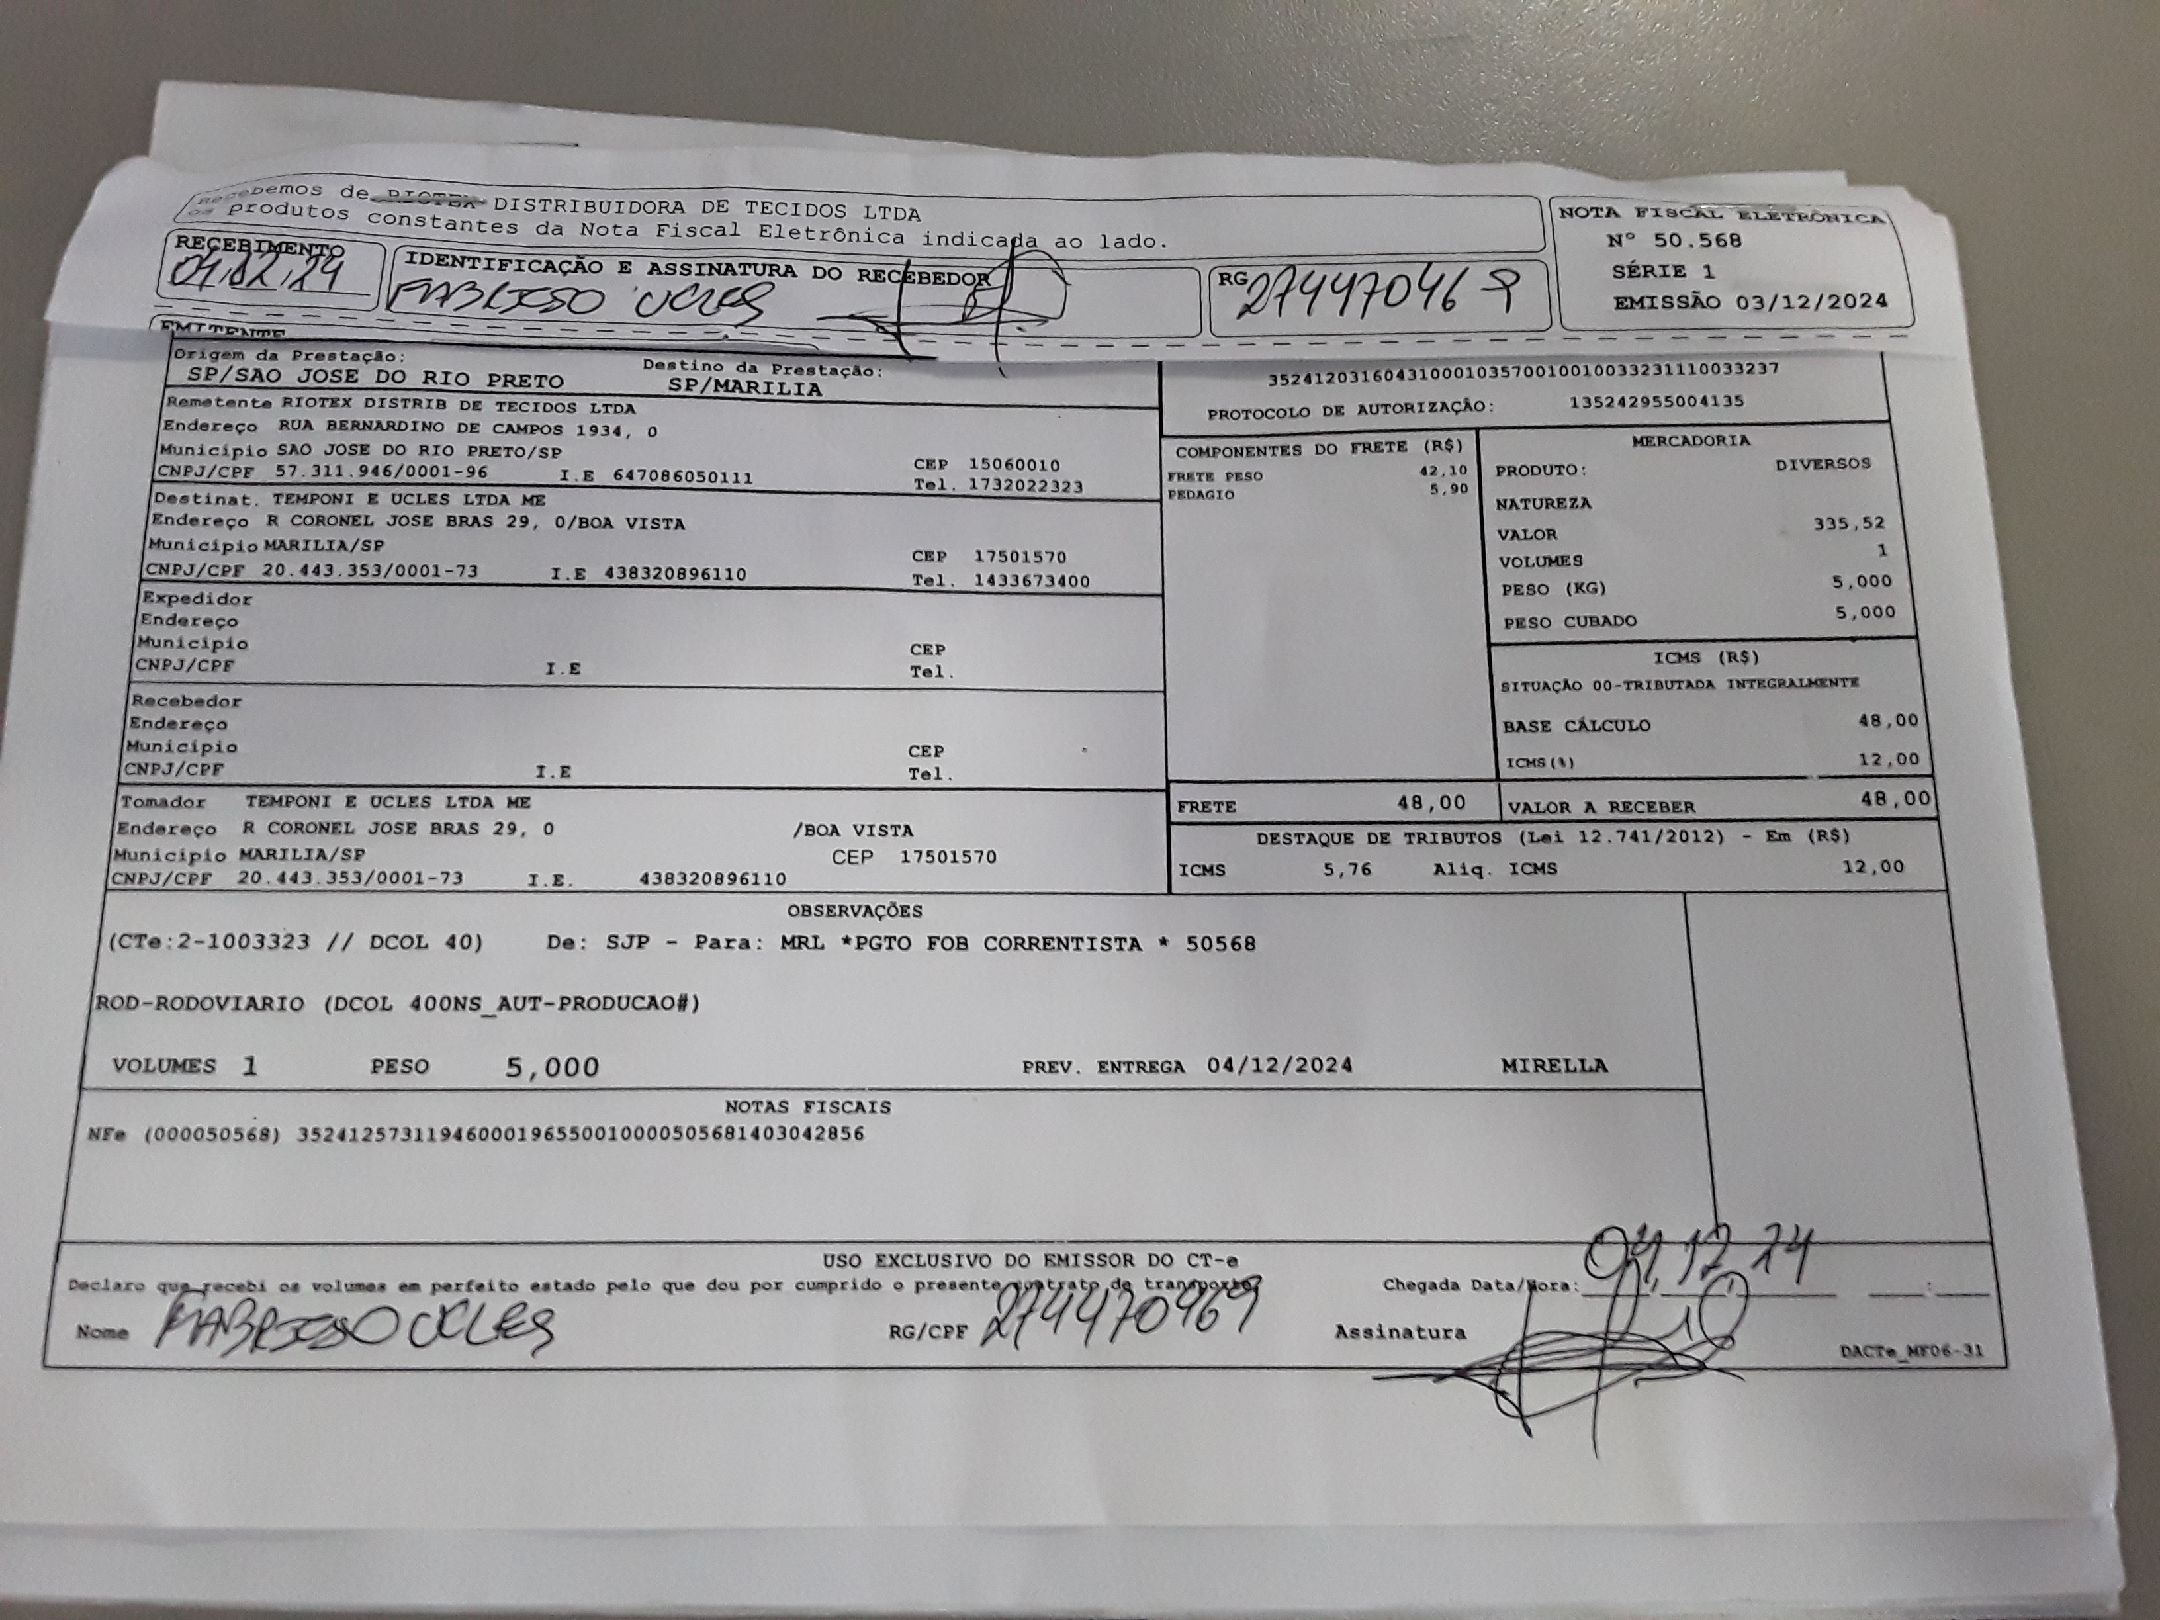 Recebemos de RIOTEX DISTRIBUIDORA DE TECIDOS LTDA
os produtos constantes da Nota Fiscal Eletrônica indicada ao lado.
NOTA FISCAL ELETRÔNICA
Nº 50.568
SÉRIE 1
EMISSÃO 03/12/2024
RECEBIMENTO
04.12.24
IDENTIFICAÇÃO E ASSINATURA DO RECEBEDOR
FABRISSO UCLES
RG
274470469
EMITENTE
Origem da Prestação:
SP/SAO JOSE DO RIO PRETO
Destino da Prestação:
SP/MARILIA
Remetente RIOTEX DISTRIB DE TECIDOS LTDA
Endereço RUA BERNARDINO DE CAMPOS 1934, 0
Municipio SAO JOSE DO RIO PRETO/SP CEP 15060010
CNPJ/CPF 57.311.946/0001-96 I.E 647086050111 Tel. 1732022323
Destinat. TEMPONI E UCLES LTDA ME
Endereço R CORONEL JOSE BRAS 29, 0/BOA VISTA
Municipio MARILIA/SP CEP 17501570
CNPJ/CPF 20.443.353/0001-73 I.E 438320896110 Tel. 1433673400
Expedidor
Endereço
Municipio CEP
CNPJ/CPF I.E Tel.
Recebedor
Endereço
Municipio CEP
CNPJ/CPF I.E Tel.
Tomador TEMPONI E UCLES LTDA ME
Endereço R CORONEL JOSE BRAS 29, 0 /BOA VISTA
Municipio MARILIA/SP CEP 17501570
CNPJ/CPF 20.443.353/0001-73 I.E. 438320896110
35241203160431000103570010010033231110033237
PROTOCOLO DE AUTORIZAÇÃO: 135242955004135
COMPONENTES DO FRETE (R$)
FRETE PESO 42,10
PEDAGIO 5,90
MERCADORIA
PRODUTO: DIVERSOS
NATUREZA
VALOR 335,52
VOLUMES 1
PESO (KG) 5,000
PESO CUBADO 5,000
ICMS (R$)
SITUAÇÃO 00-TRIBUTADA INTEGRALMENTE
BASE CÁLCULO 48,00
ICMS(%) 12,00
FRETE 48,00 VALOR A RECEBER 48,00
DESTAQUE DE TRIBUTOS (Lei 12.741/2012) - Em (R$)
ICMS 5,76 Aliq. ICMS 12,00
OBSERVAÇÕES
(CTe:2-1003323 // DCOL 40) De: SJP - Para: MRL *PGTO FOB CORRENTISTA * 50568
ROD-RODOVIARIO (DCOL 400NS_AUT-PRODUCAO#)
VOLUMES 1 PESO 5,000 PREV. ENTREGA 04/12/2024 MIRELLA
NOTAS FISCAIS
NFe (000050568) 35241257311946000196550010000505681403042856
USO EXCLUSIVO DO EMISSOR DO CT-e
Declaro que recebi os volumes em perfeito estado pelo que dou por cumprido o presente contrato de transporte
Chegada Data/Hora: 04.12.24 :
Nome FABRISSO UCLES RG/CPF 274470469 Assinatura
DACTe_MF06-31